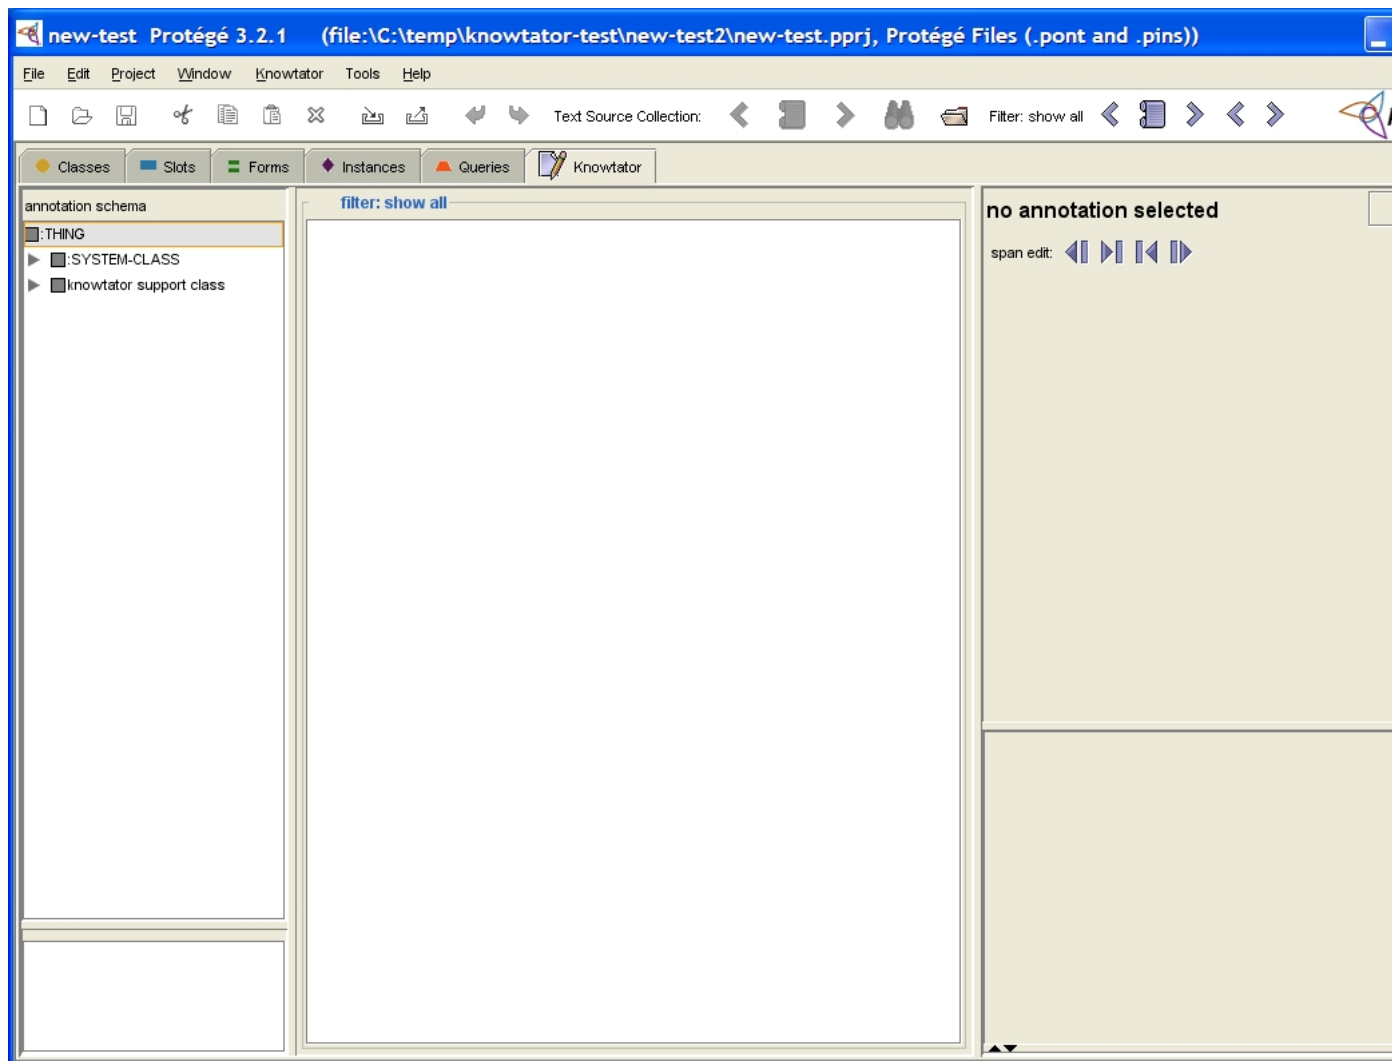 new-test Protégé 3.2.1 (file:\C:\temp\knowtator-test\new-test2\new-test.pprj, Protégé Files (.pont and .pins))
File Edit Project Window Knowtator Tools Help
Text Source Collection: Filter: show all
Classes Slots Forms Instances Queries Knowtator
annotation schema
filter: show all
no annotation selected
:THING
span edit:
:SYSTEM-CLASS
knowtator support class